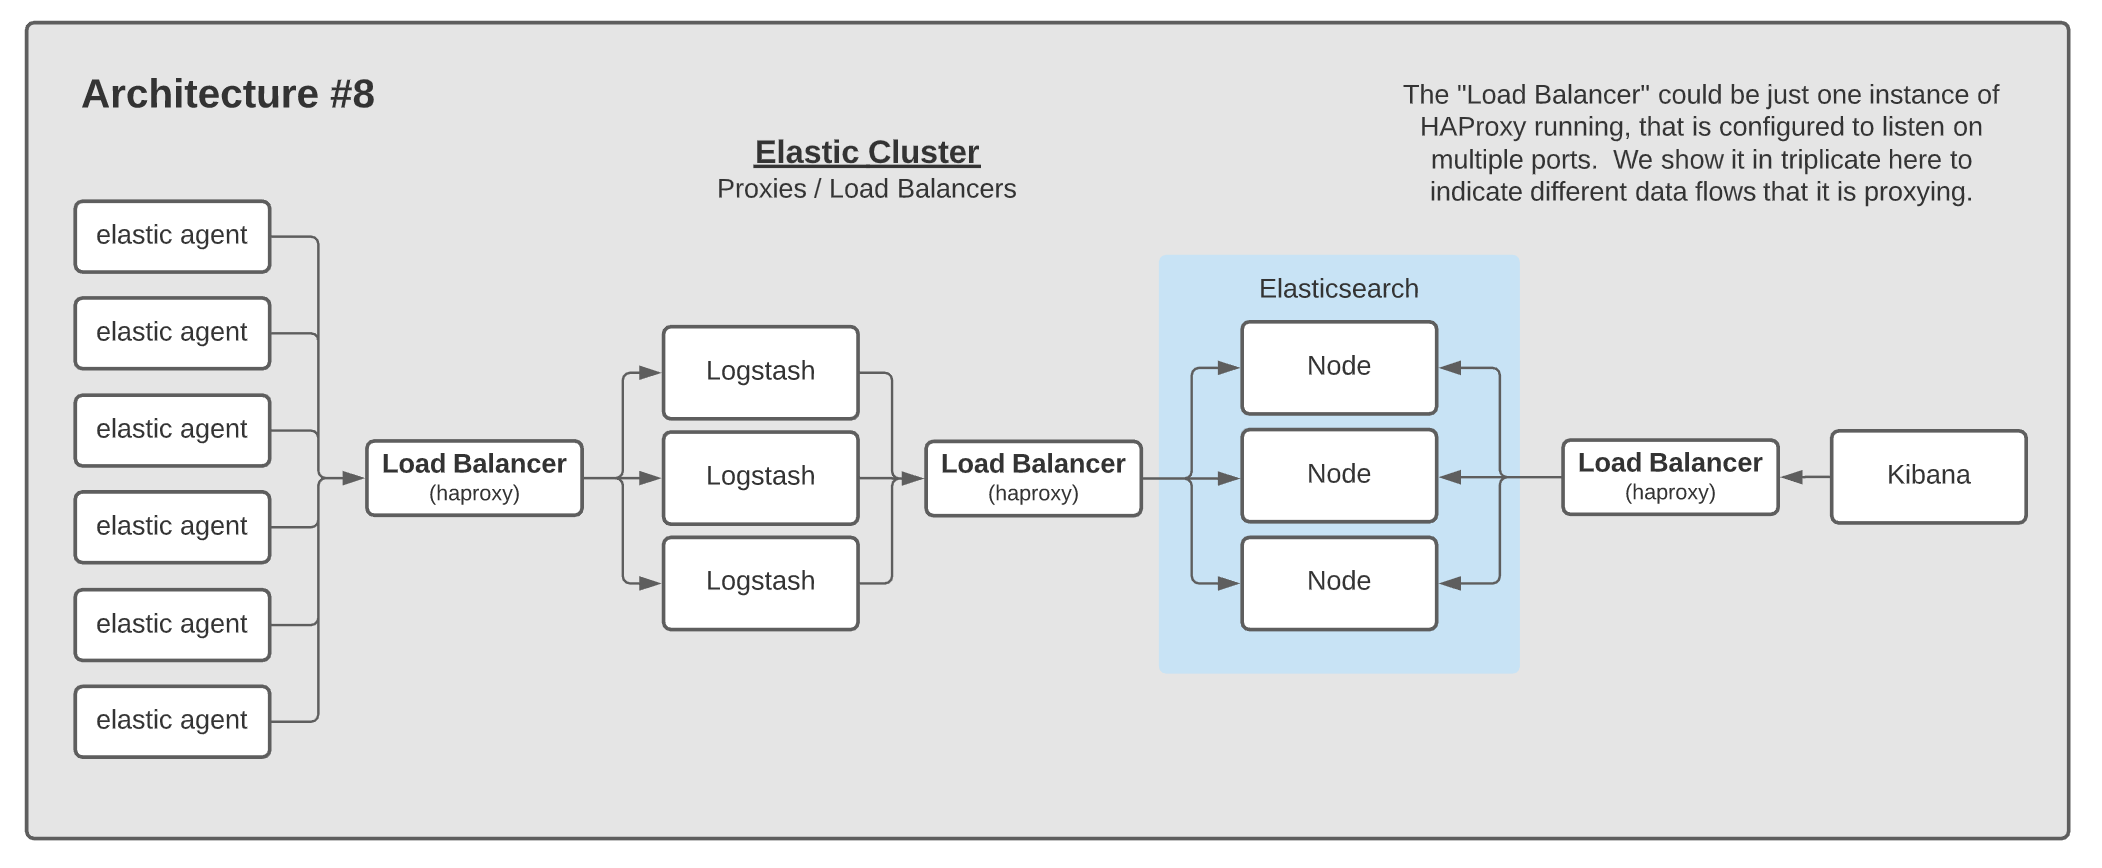 Architecture #8
Elastic Cluster
Proxies / Load Balancers
The "Load Balancer" could be just one instance of
HAProxy running, that is configured to listen on
multiple ports.  We show it in triplicate here to
indicate different data flows that it is proxying.
elastic agent
elastic agent
elastic agent
elastic agent
elastic agent
elastic agent
Load Balancer
(haproxy)
Logstash
Logstash
Logstash
Load Balancer
(haproxy)
Elasticsearch
Node
Node
Node
Load Balancer
(haproxy)
Kibana